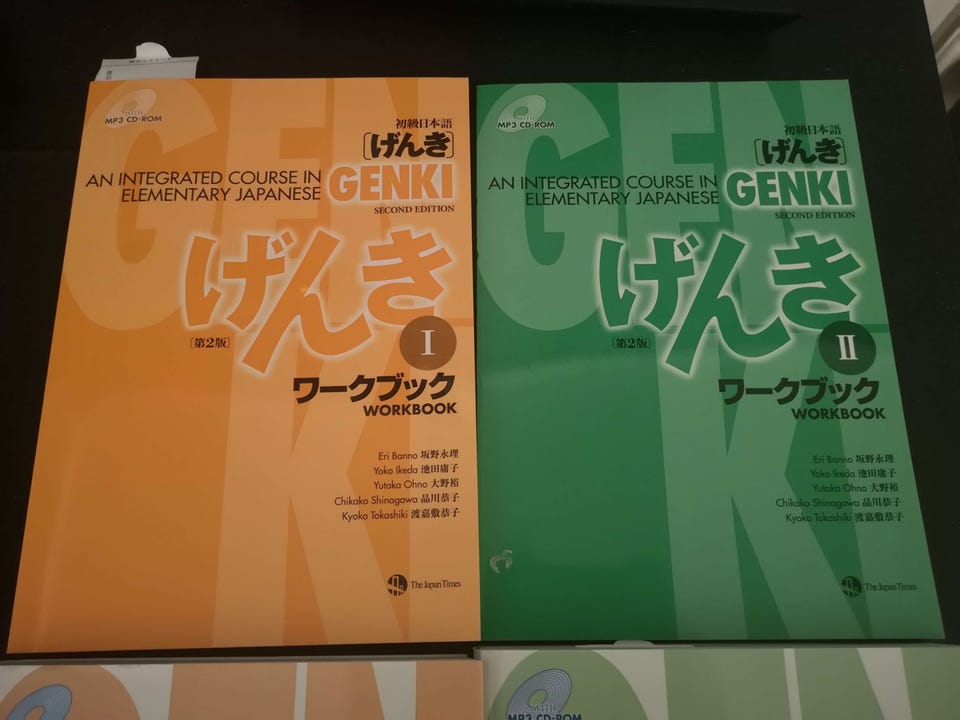 WITH
MP3 CD-ROM
初級日本語
[げんき]
AN INTEGRATED COURSE IN
ELEMENTARY JAPANESE
GENKI
SECOND EDITION
げんき
[第2版]
I
ワークブック
WORKBOOK
Eri Banno 坂野永理
Yoko Ikeda 池田庸子
Yutaka Ohno 大野裕
Chikako Shinagawa 品川恭子
Kyoko Tokashiki 渡嘉敷恭子
The Japan Times
WITH
MP3 CD-ROM
初級日本語
[げんき]
AN INTEGRATED COURSE IN
ELEMENTARY JAPANESE
GENKI
SECOND EDITION
げんき
[第2版]
II
ワークブック
WORKBOOK
Eri Banno 坂野永理
Yoko Ikeda 池田庸子
Yutaka Ohno 大野裕
Chikako Shinagawa 品川恭子
Kyoko Tokashiki 渡嘉敷恭子
The Japan Times
WITH
MP3 CD-ROM